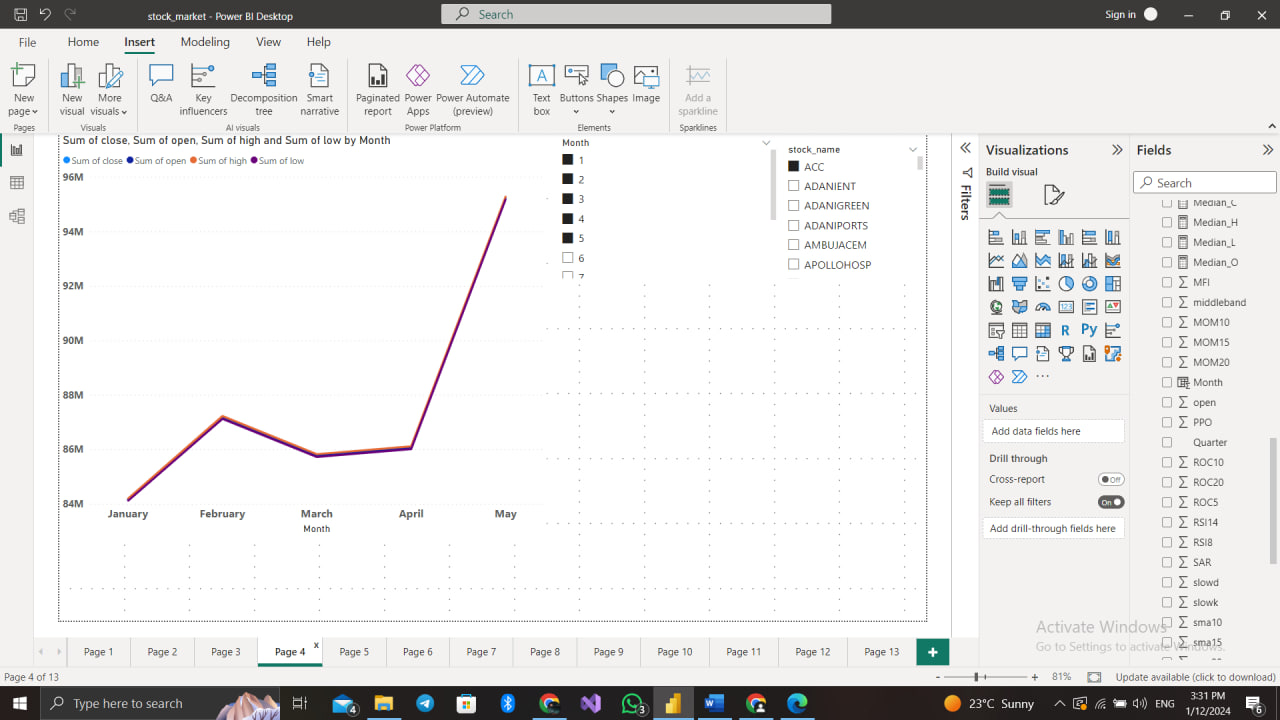 stock_market - Power BI Desktop
Search
Sign in
File
Home
Insert
Modeling
View
Help
New page
New visual
More visuals
Q&A
Key influencers
Decomposition tree
Smart narrative
Paginated report
Power Apps
Power Automate (preview)
Text box
Buttons
Shapes
Image
Add a sparkline
Pages
Visuals
AI visuals
Power Platform
Elements
Sparklines
Sum of close, Sum of open, Sum of high and Sum of low by Month
Sum of close
Sum of open
Sum of high
Sum of low
96M
94M
92M
90M
88M
86M
84M
January
February
March
April
May
Month
Month
1
2
3
4
5
6
7
stock_name
ACC
ADANIENT
ADANIGREEN
ADANIPORTS
AMBUJACEM
APOLLOHOSP
Filters
Visualizations
Build visual
R
Py
123
Values
Add data fields here
Drill through
Cross-report
Off
Keep all filters
On
Add drill-through fields here
Fields
Search
Median_C
Median_H
Median_L
Median_O
MFI
middleband
MOM10
MOM15
MOM20
Month
open
PPO
Quarter
ROC10
ROC20
ROC5
RSI14
RSI8
SAR
slowd
slowk
sma10
sma15
Activate Windows
Go to Settings to activate Windows.
Page 1
Page 2
Page 3
Page 4
x
Page 5
Page 6
Page 7
Page 8
Page 9
Page 10
Page 11
Page 12
Page 13
+
Page 4 of 13
- + 81%
Update available (click to download)
Type here to search
4
3
23°C Sunny
ENG
3:31 PM
1/12/2024
6